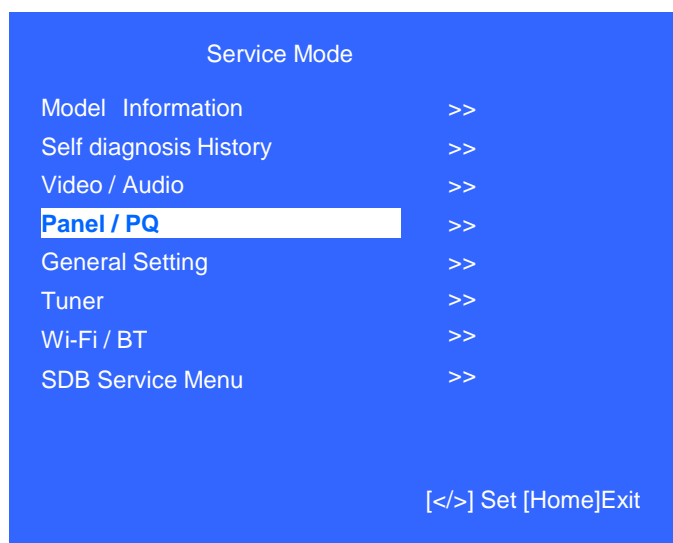 Service Mode
Model Information >>
Self diagnosis History >>
Video / Audio >>
Panel / PQ >>
General Setting >>
Tuner >>
Wi-Fi / BT >>
SDB Service Menu >>
[</>] Set [Home]Exit